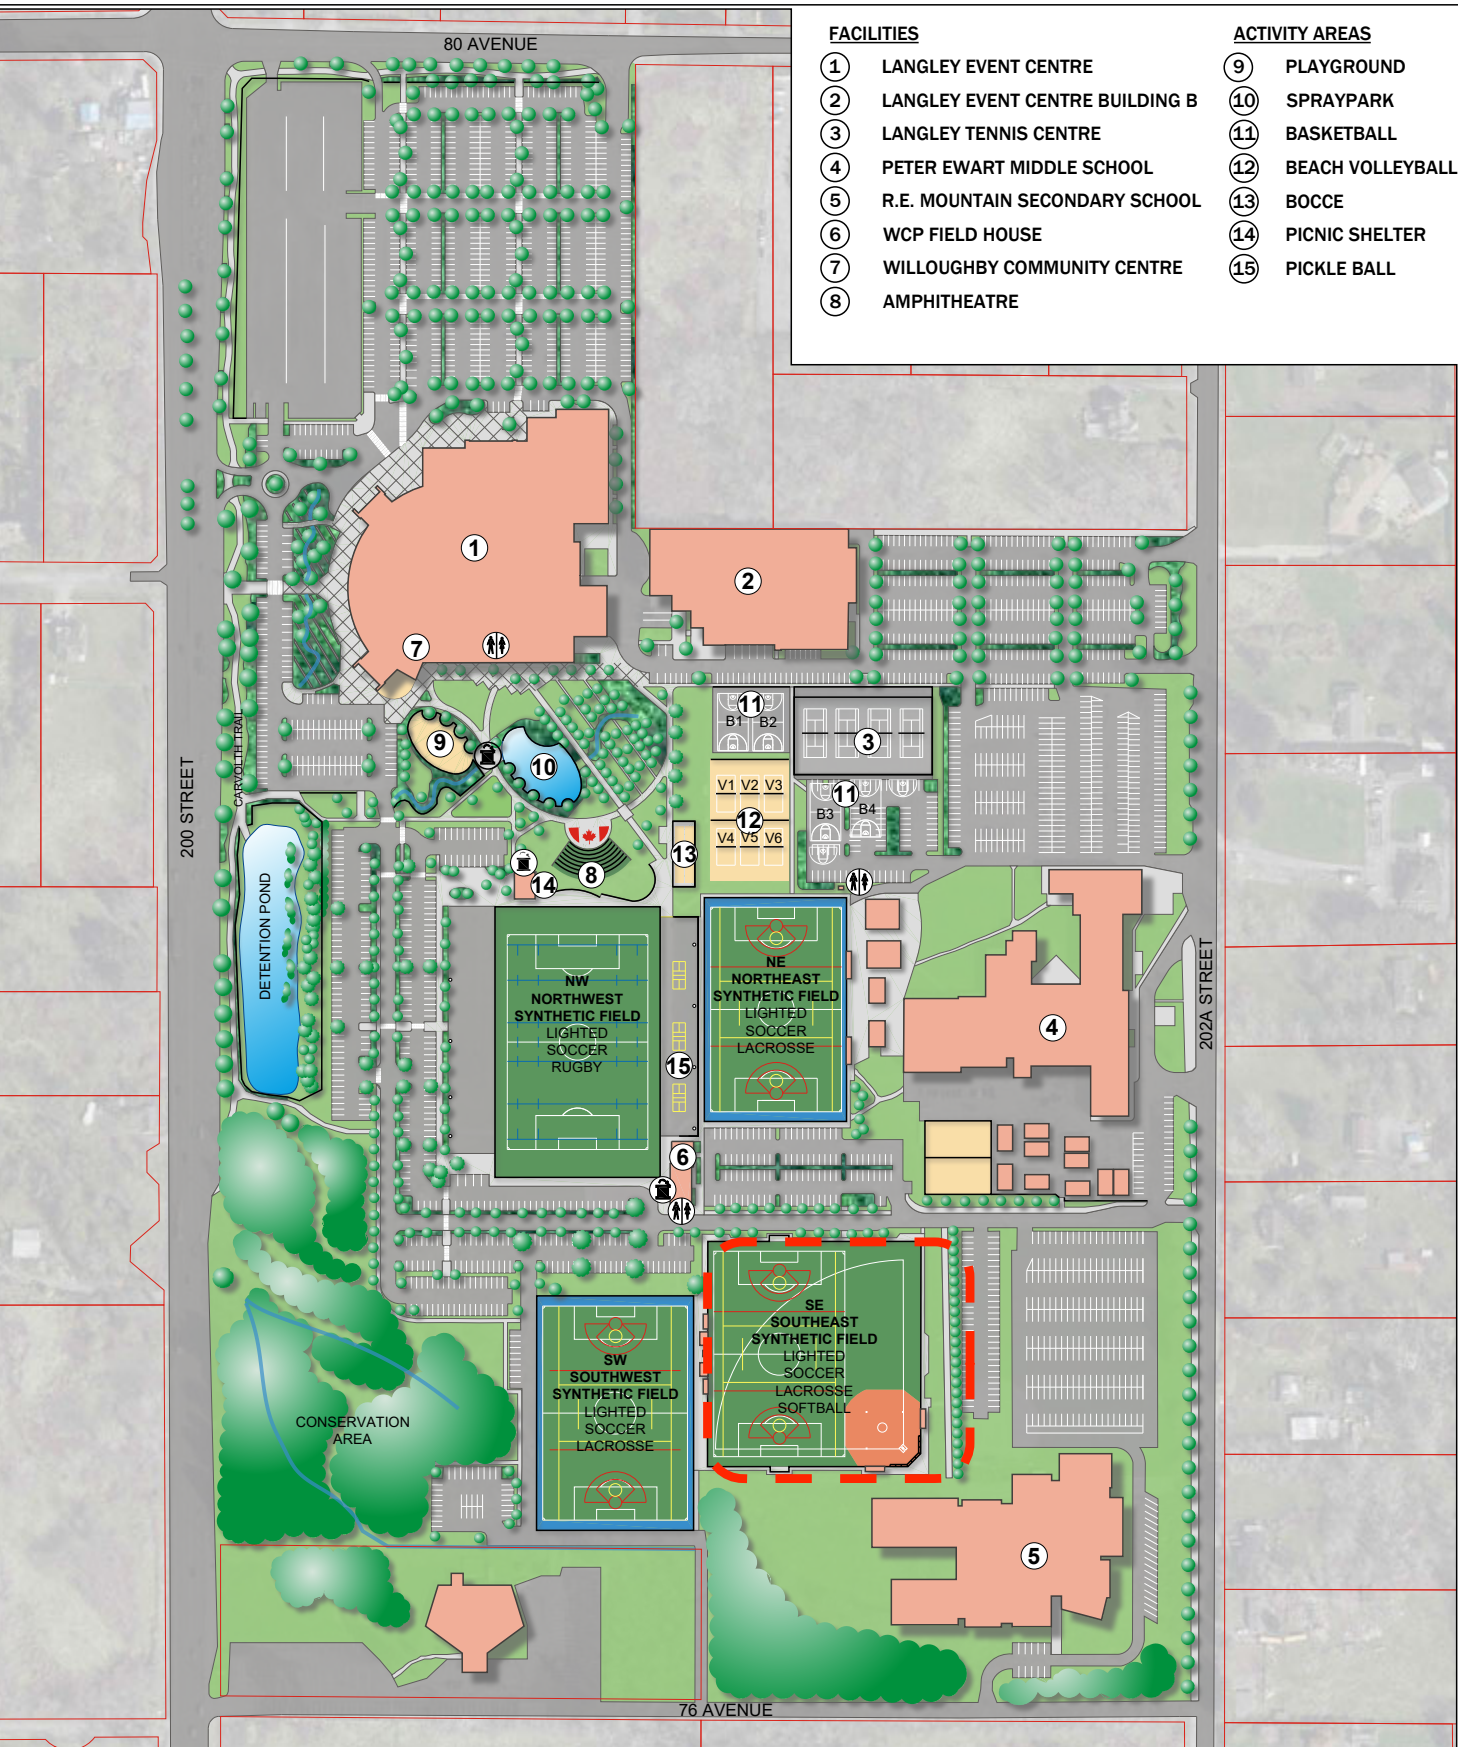 80 AVENUE
FACILITIES
1 LANGLEY EVENT CENTRE
2 LANGLEY EVENT CENTRE BUILDING B
3 LANGLEY TENNIS CENTRE
4 PETER EWART MIDDLE SCHOOL
5 R.E. MOUNTAIN SECONDARY SCHOOL
6 WCP FIELD HOUSE
7 WILLOUGHBY COMMUNITY CENTRE
8 AMPHITHEATRE
ACTIVITY AREAS
9 PLAYGROUND
10 SPRAYPARK
11 BASKETBALL
12 BEACH VOLLEYBALL
13 BOCCE
14 PICNIC SHELTER
15 PICKLE BALL
1
2
7
11
B1 B2
3
9
10
CARVOLTH TRAIL
200 STREET
V1 V2 V3
12
V4 V5 V6
11
B3 B4
13
8
14
DETENTION POND
NW
NORTHWEST
SYNTHETIC FIELD
LIGHTED
SOCCER
RUGBY
NE
NORTHEAST
SYNTHETIC FIELD
LIGHTED
SOCCER
LACROSSE
15
4
202A STREET
6
SE
SOUTHEAST
SYNTHETIC FIELD
LIGHTED
SOCCER
LACROSSE
SOFTBALL
SW
SOUTHWEST
SYNTHETIC FIELD
LIGHTED
SOCCER
LACROSSE
CONSERVATION
AREA
5
76 AVENUE